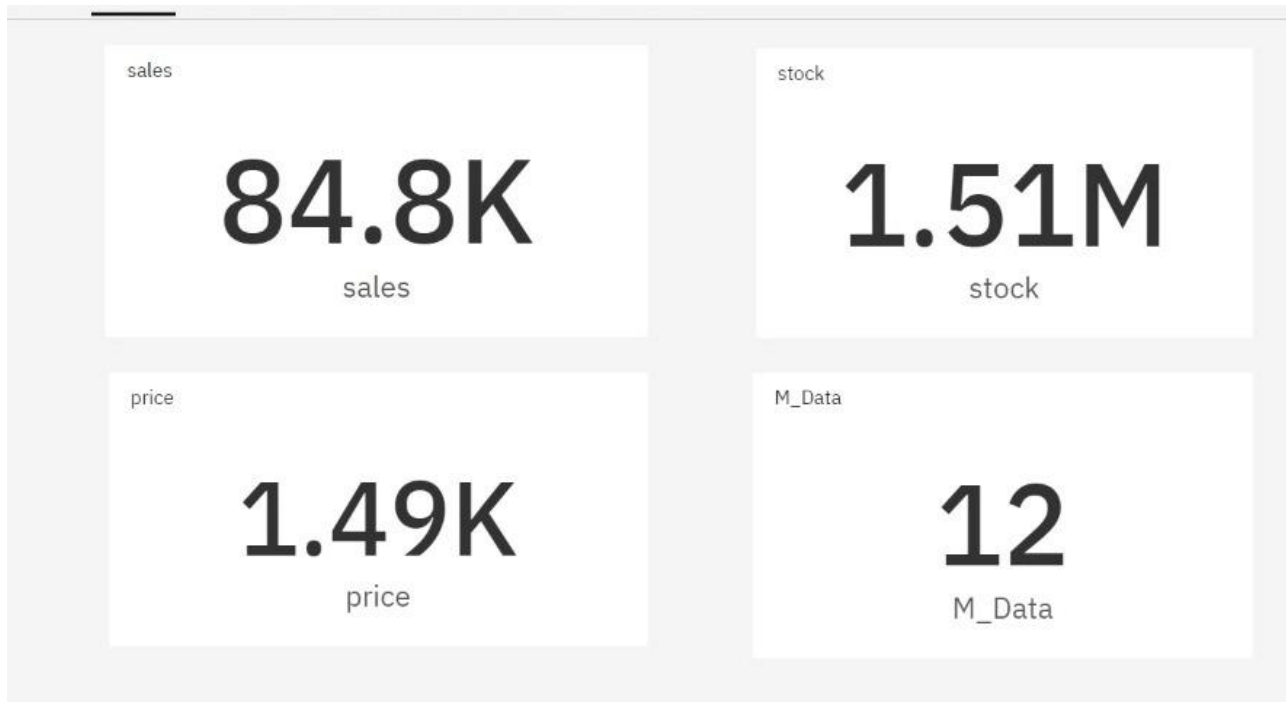 sales
84.8K
sales
stock
1.51M
stock
price
1.49K
price
M_Data
12
M_Data